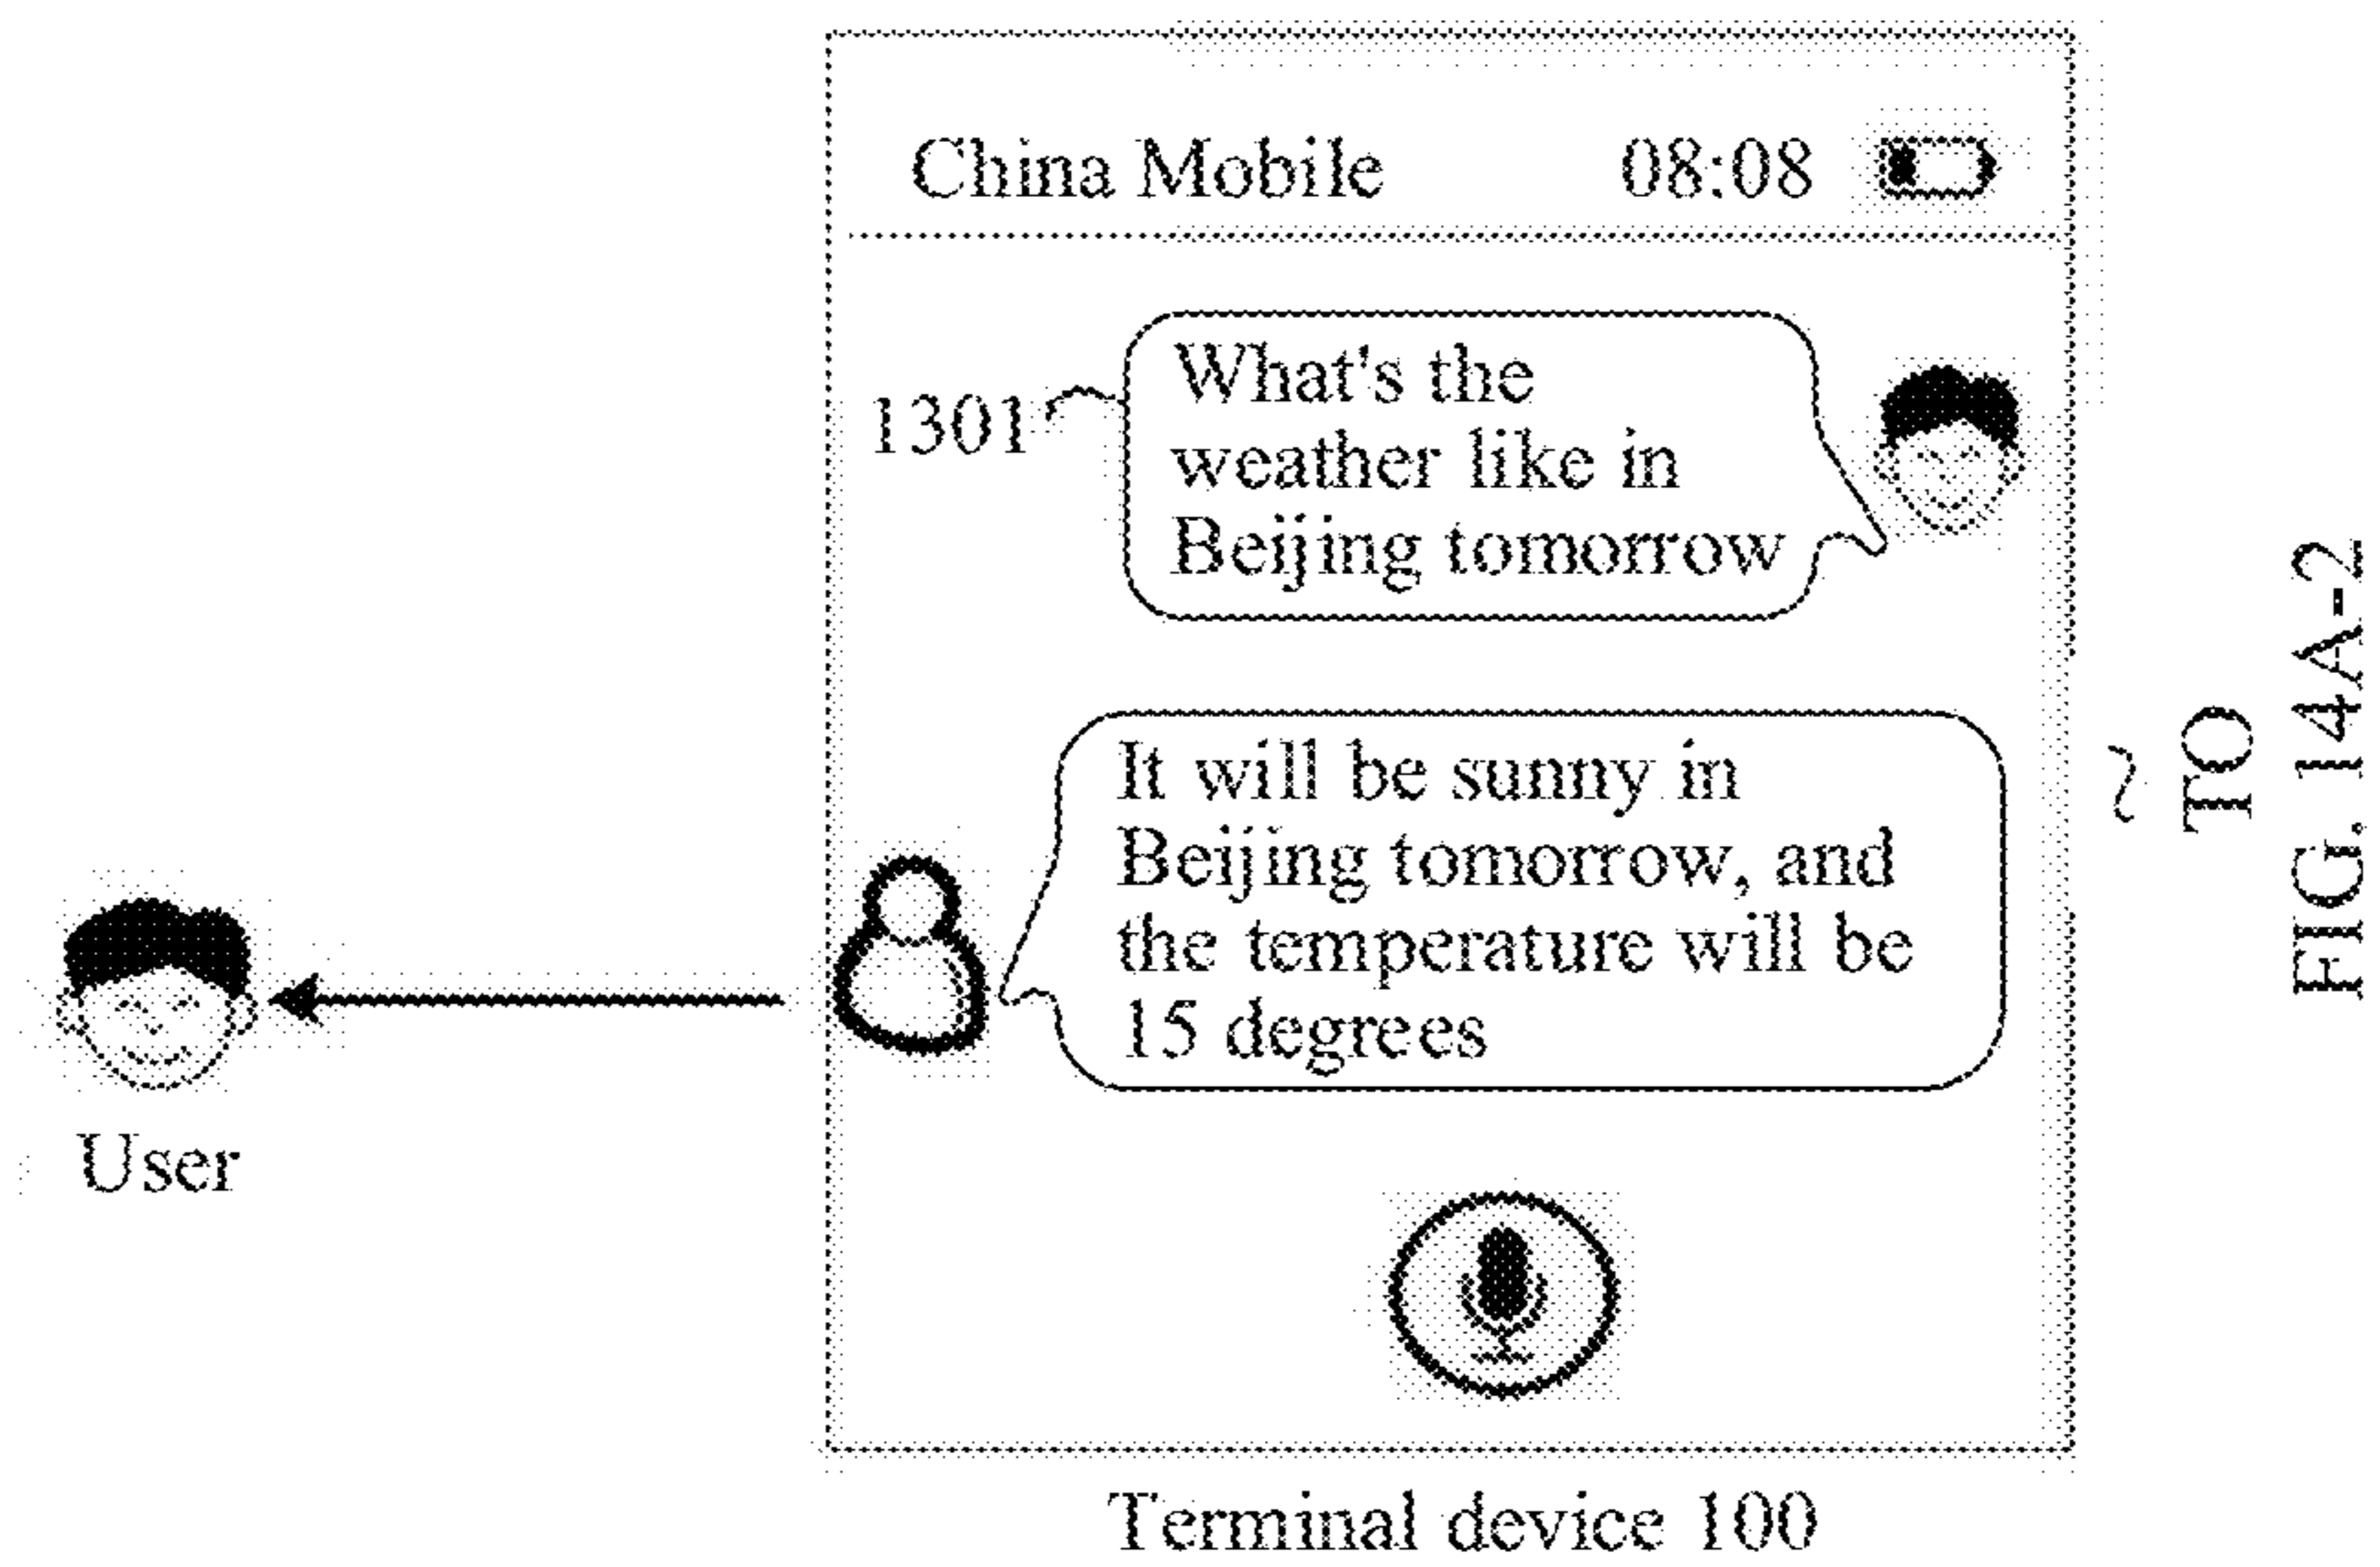 China Mobile 08:08
1301
What's the
weather like in
Beijing tomorrow
It will be sunny in
Beijing tomorrow, and
the temperature will be
15 degrees
User
Terminal device 100
TO
FIG. 14A-2